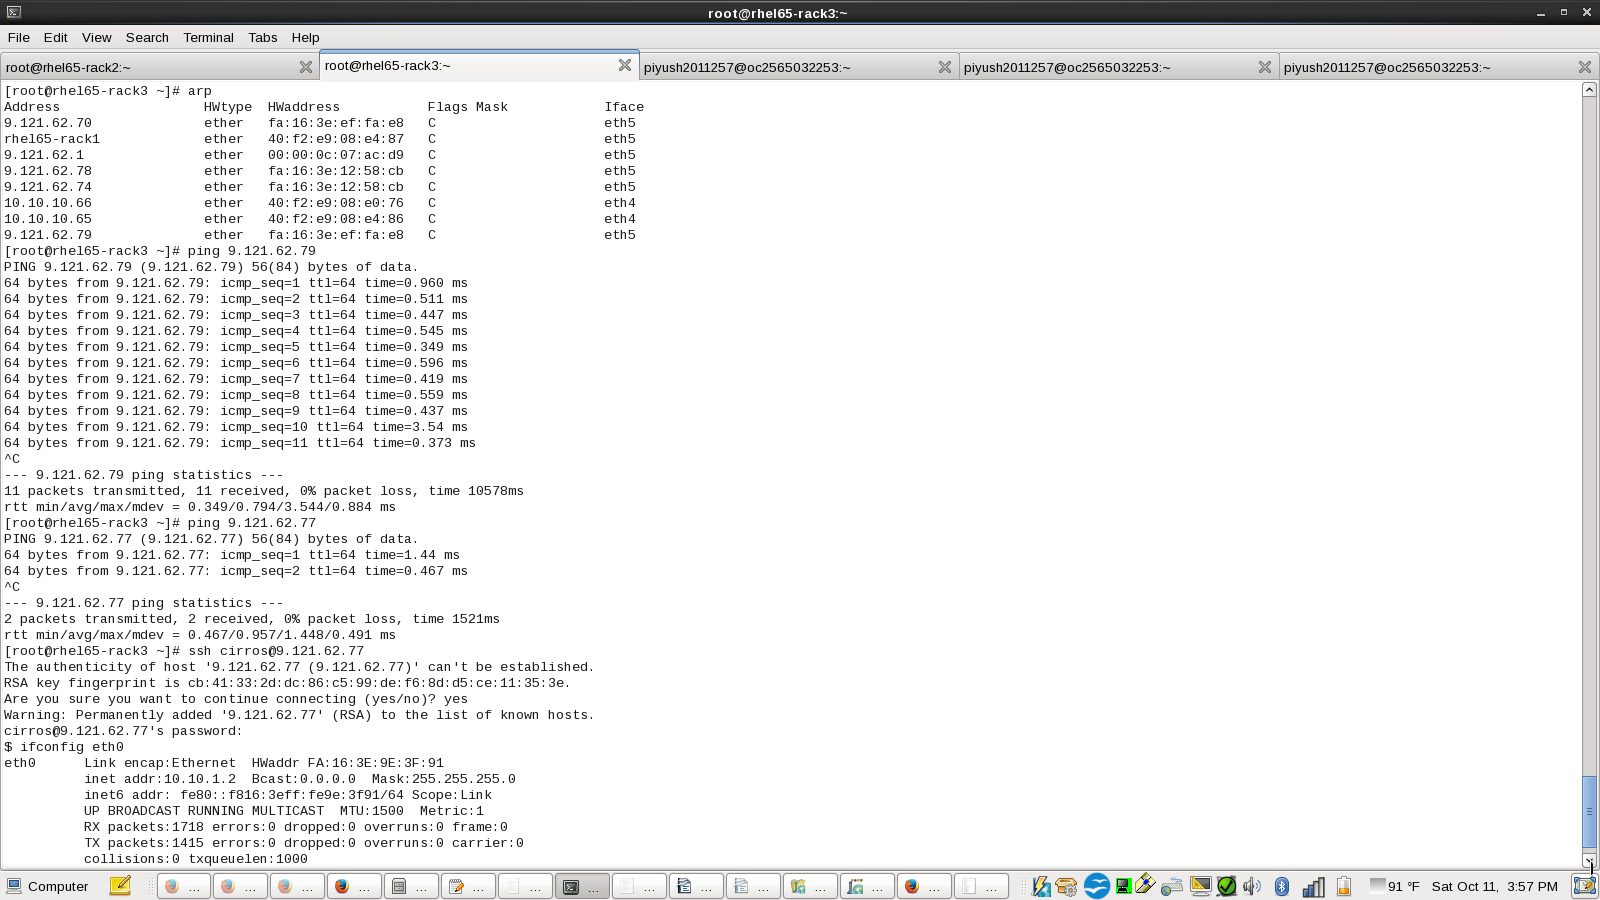 root@rhel65-rack3:~
File Edit View Search Terminal Tabs Help
root@rhel65-rack2:~ root@rhel65-rack3:~ piyush2011257@oc2565032253:~ piyush2011257@oc2565032253:~ piyush2011257@oc2565032253:~
[root@rhel65-rack3 ~]# arp
Address                  HWtype  HWaddress           Flags Mask            Iface
9.121.62.70              ether   fa:16:3e:ef:fa:e8   C                     eth5
rhel65-rack1             ether   40:f2:e9:08:e4:87   C                     eth5
9.121.62.1               ether   00:00:0c:07:ac:d9   C                     eth5
9.121.62.78              ether   fa:16:3e:12:58:cb   C                     eth5
9.121.62.74              ether   fa:16:3e:12:58:cb   C                     eth5
10.10.10.66              ether   40:f2:e9:08:e0:76   C                     eth4
10.10.10.65              ether   40:f2:e9:08:e4:86   C                     eth4
9.121.62.79              ether   fa:16:3e:ef:fa:e8   C                     eth5
[root@rhel65-rack3 ~]# ping 9.121.62.79
PING 9.121.62.79 (9.121.62.79) 56(84) bytes of data.
64 bytes from 9.121.62.79: icmp_seq=1 ttl=64 time=0.960 ms
64 bytes from 9.121.62.79: icmp_seq=2 ttl=64 time=0.511 ms
64 bytes from 9.121.62.79: icmp_seq=3 ttl=64 time=0.447 ms
64 bytes from 9.121.62.79: icmp_seq=4 ttl=64 time=0.545 ms
64 bytes from 9.121.62.79: icmp_seq=5 ttl=64 time=0.349 ms
64 bytes from 9.121.62.79: icmp_seq=6 ttl=64 time=0.596 ms
64 bytes from 9.121.62.79: icmp_seq=7 ttl=64 time=0.419 ms
64 bytes from 9.121.62.79: icmp_seq=8 ttl=64 time=0.559 ms
64 bytes from 9.121.62.79: icmp_seq=9 ttl=64 time=0.437 ms
64 bytes from 9.121.62.79: icmp_seq=10 ttl=64 time=3.54 ms
64 bytes from 9.121.62.79: icmp_seq=11 ttl=64 time=0.373 ms
^C
--- 9.121.62.79 ping statistics ---
11 packets transmitted, 11 received, 0% packet loss, time 10578ms
rtt min/avg/max/mdev = 0.349/0.794/3.544/0.884 ms
[root@rhel65-rack3 ~]# ping 9.121.62.77
PING 9.121.62.77 (9.121.62.77) 56(84) bytes of data.
64 bytes from 9.121.62.77: icmp_seq=1 ttl=64 time=1.44 ms
64 bytes from 9.121.62.77: icmp_seq=2 ttl=64 time=0.467 ms
^C
--- 9.121.62.77 ping statistics ---
2 packets transmitted, 2 received, 0% packet loss, time 1521ms
rtt min/avg/max/mdev = 0.467/0.957/1.448/0.491 ms
[root@rhel65-rack3 ~]# ssh cirros@9.121.62.77
The authenticity of host '9.121.62.77 (9.121.62.77)' can't be established.
RSA key fingerprint is cb:41:33:2d:dc:86:c5:99:de:f6:8d:d5:ce:11:35:3e.
Are you sure you want to continue connecting (yes/no)? yes
Warning: Permanently added '9.121.62.77' (RSA) to the list of known hosts.
cirros@9.121.62.77's password:
$ ifconfig eth0
eth0      Link encap:Ethernet  HWaddr FA:16:3E:9E:3F:91
          inet addr:10.10.1.2  Bcast:0.0.0.0  Mask:255.255.255.0
          inet6 addr: fe80::f816:3eff:fe9e:3f91/64 Scope:Link
          UP BROADCAST RUNNING MULTICAST  MTU:1500  Metric:1
          RX packets:1718 errors:0 dropped:0 overruns:0 frame:0
          TX packets:1415 errors:0 dropped:0 overruns:0 carrier:0
          collisions:0 txqueuelen:1000
Computer ... ... ... ... ... ... ... ... ... ... ... ... ... ... ... 91 °F Sat Oct 11, 3:57 PM